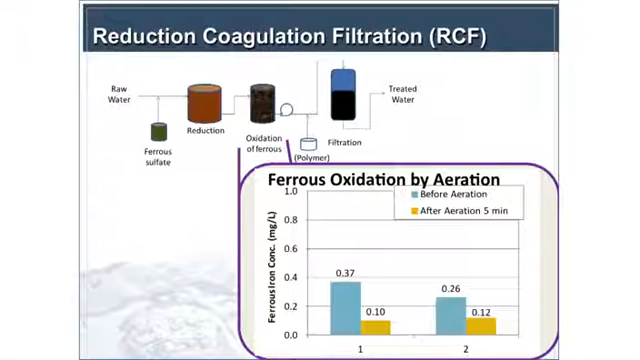 Reduction Coagulation Filtration (RCF)
Raw
Water
Ferrous
sulfate
Reduction
Oxidation
of ferrous
(Polymer)
Filtration
Treated
Water
Ferrous Oxidation by Aeration
Before Aeration
After Aeration 5 min
Ferrous Iron Conc. (mg/L)
1.0
0.8
0.6
0.4
0.2
0.0
0.37
0.10
0.26
0.12
1
2